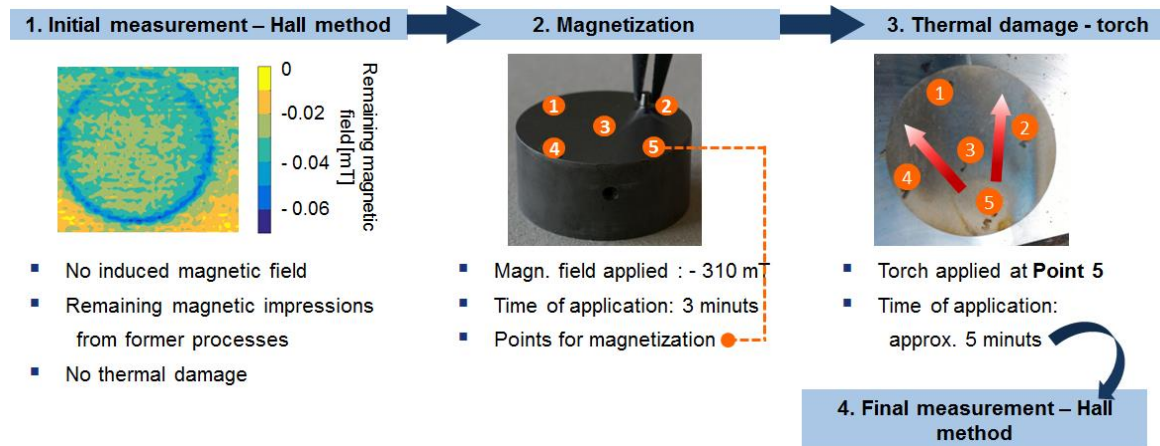 1. Initial measurement – Hall method
2. Magnetization
3. Thermal damage - torch
0
-0.02
- 0.04
- 0.06
Remaining magnetic
field [mT]
1
2
3
4
5
1
2
3
4
5
▪ No induced magnetic field
▪ Remaining magnetic impressions
from former processes
▪ No thermal damage
▪ Magn. field applied : - 310 mT
▪ Time of application: 3 minuts
▪ Points for magnetization
▪ Torch applied at Point 5
▪ Time of application:
approx. 5 minuts
4. Final measurement – Hall
method